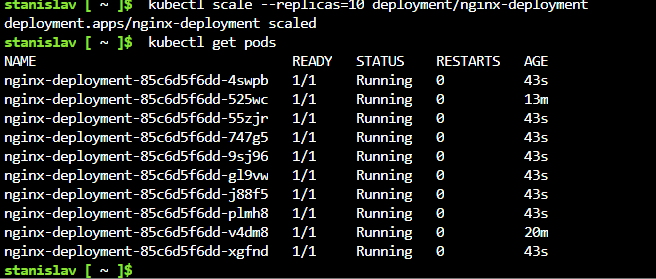 stanislav [ ~ ]$ kubectl scale --replicas=10 deployment/nginx-deployment
deployment.apps/nginx-deployment scaled
stanislav [ ~ ]$ kubectl get pods
NAME READY STATUS RESTARTS AGE
nginx-deployment-85c6d5f6dd-4swpb 1/1 Running 0 43s
nginx-deployment-85c6d5f6dd-525wc 1/1 Running 0 13m
nginx-deployment-85c6d5f6dd-55zjr 1/1 Running 0 43s
nginx-deployment-85c6d5f6dd-747g5 1/1 Running 0 43s
nginx-deployment-85c6d5f6dd-9sj96 1/1 Running 0 43s
nginx-deployment-85c6d5f6dd-gl9vw 1/1 Running 0 43s
nginx-deployment-85c6d5f6dd-j88f5 1/1 Running 0 43s
nginx-deployment-85c6d5f6dd-plmh8 1/1 Running 0 43s
nginx-deployment-85c6d5f6dd-v4dm8 1/1 Running 0 20m
nginx-deployment-85c6d5f6dd-xgfnd 1/1 Running 0 43s
stanislav [ ~ ]$